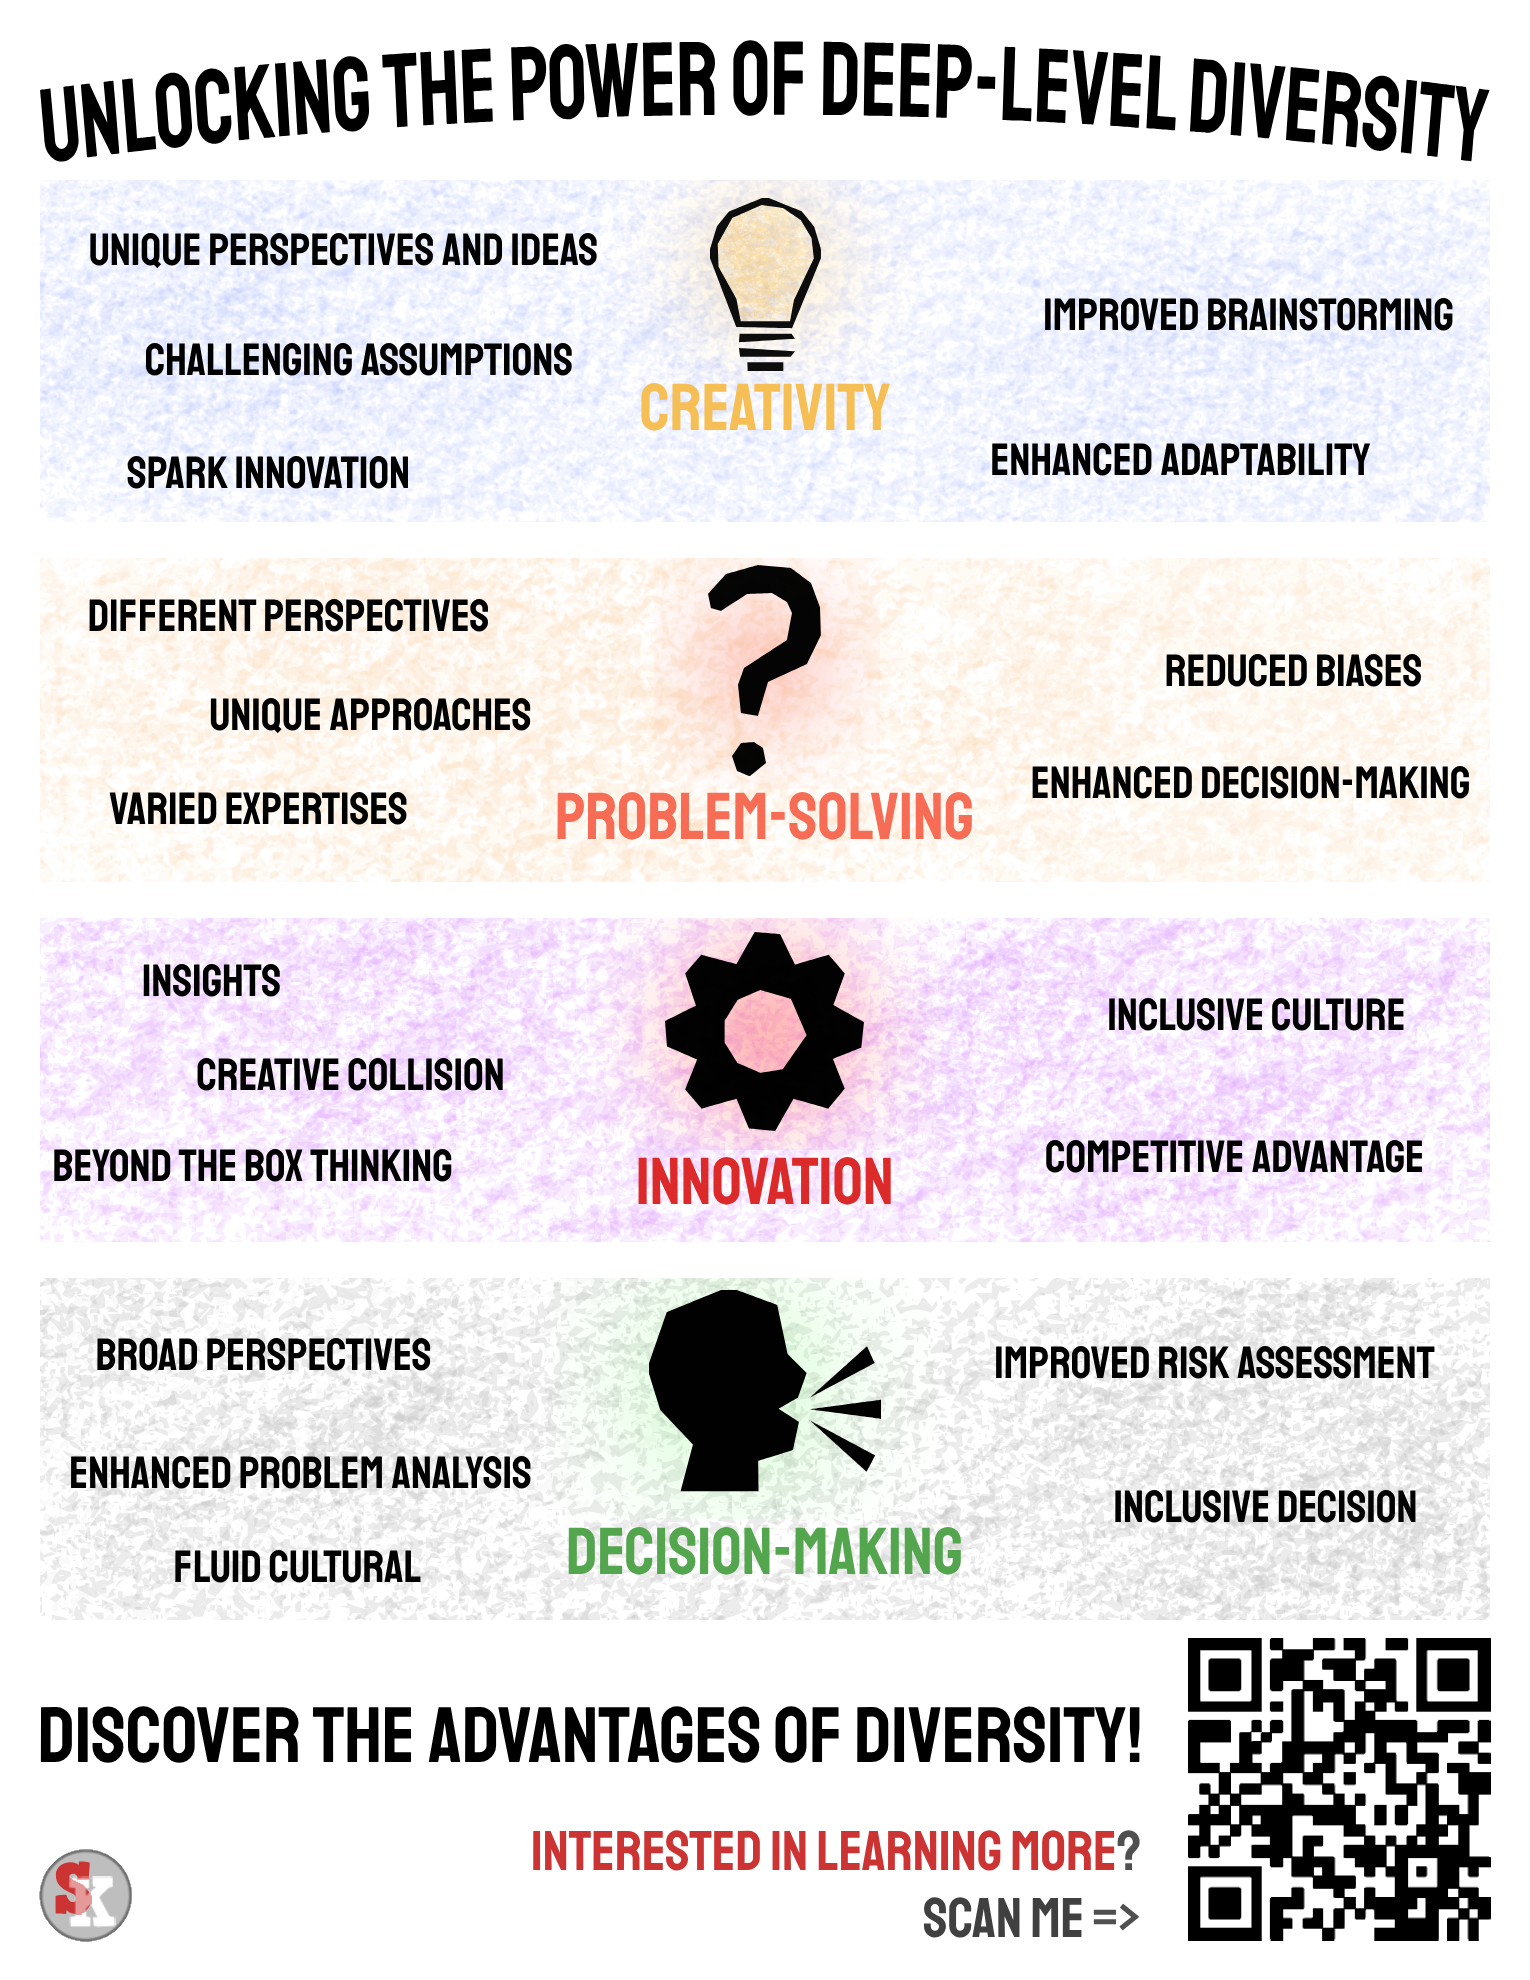 UNLOCKING THE POWER OF DEEP-LEVEL DIVERSITY
UNIQUE PERSPECTIVES AND IDEAS
CHALLENGING ASSUMPTIONS
SPARK INNOVATION
CREATIVITY
IMPROVED BRAINSTORMING
ENHANCED ADAPTABILITY
DIFFERENT PERSPECTIVES
UNIQUE APPROACHES
VARIED EXPERTISES
PROBLEM-SOLVING
REDUCED BIASES
ENHANCED DECISION-MAKING
INSIGHTS
CREATIVE COLLISION
BEYOND THE BOX THINKING
INNOVATION
INCLUSIVE CULTURE
COMPETITIVE ADVANTAGE
BROAD PERSPECTIVES
ENHANCED PROBLEM ANALYSIS
FLUID CULTURAL
DECISION-MAKING
IMPROVED RISK ASSESSMENT
INCLUSIVE DECISION
DISCOVER THE ADVANTAGES OF DIVERSITY!
INTERESTED IN LEARNING MORE?
SCAN ME =>
SK